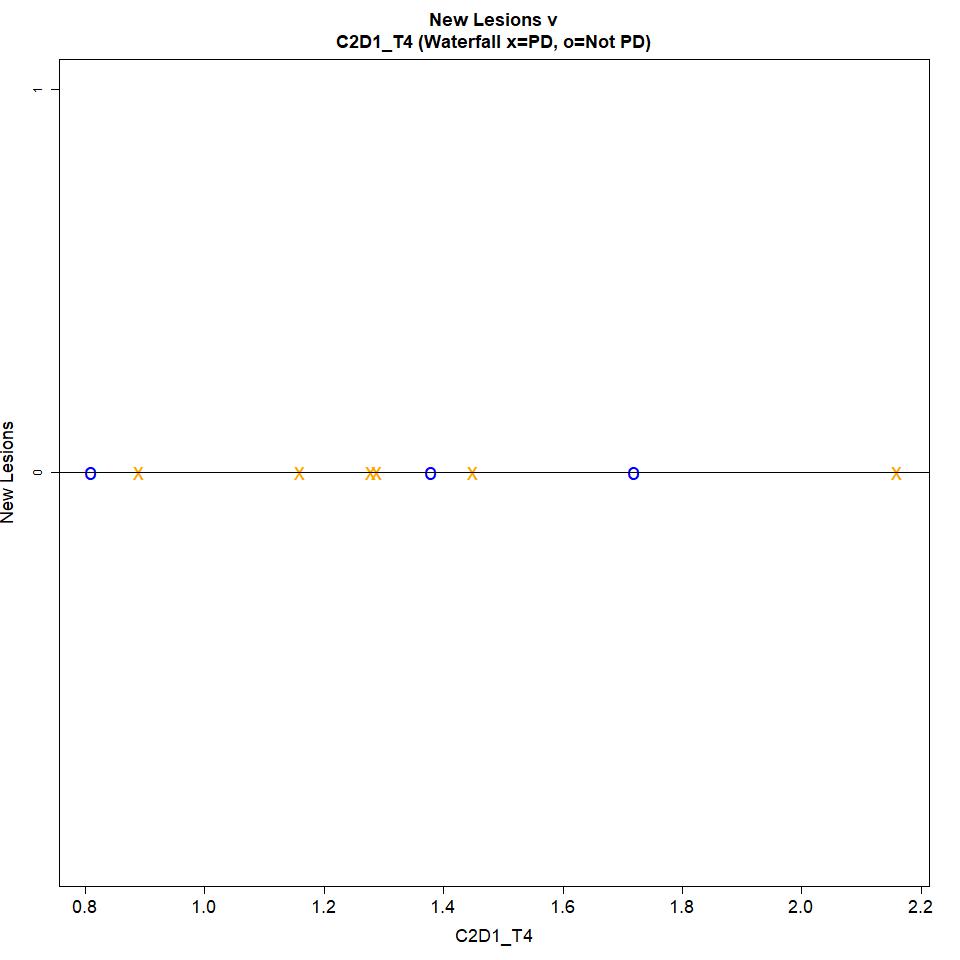 New Lesions v
C2D1_T4 (Waterfall x=PD, o=Not PD)
1
New Lesions
0
o x x x x o x o x
0.8 1.0 1.2 1.4 1.6 1.8 2.0 2.2
C2D1_T4